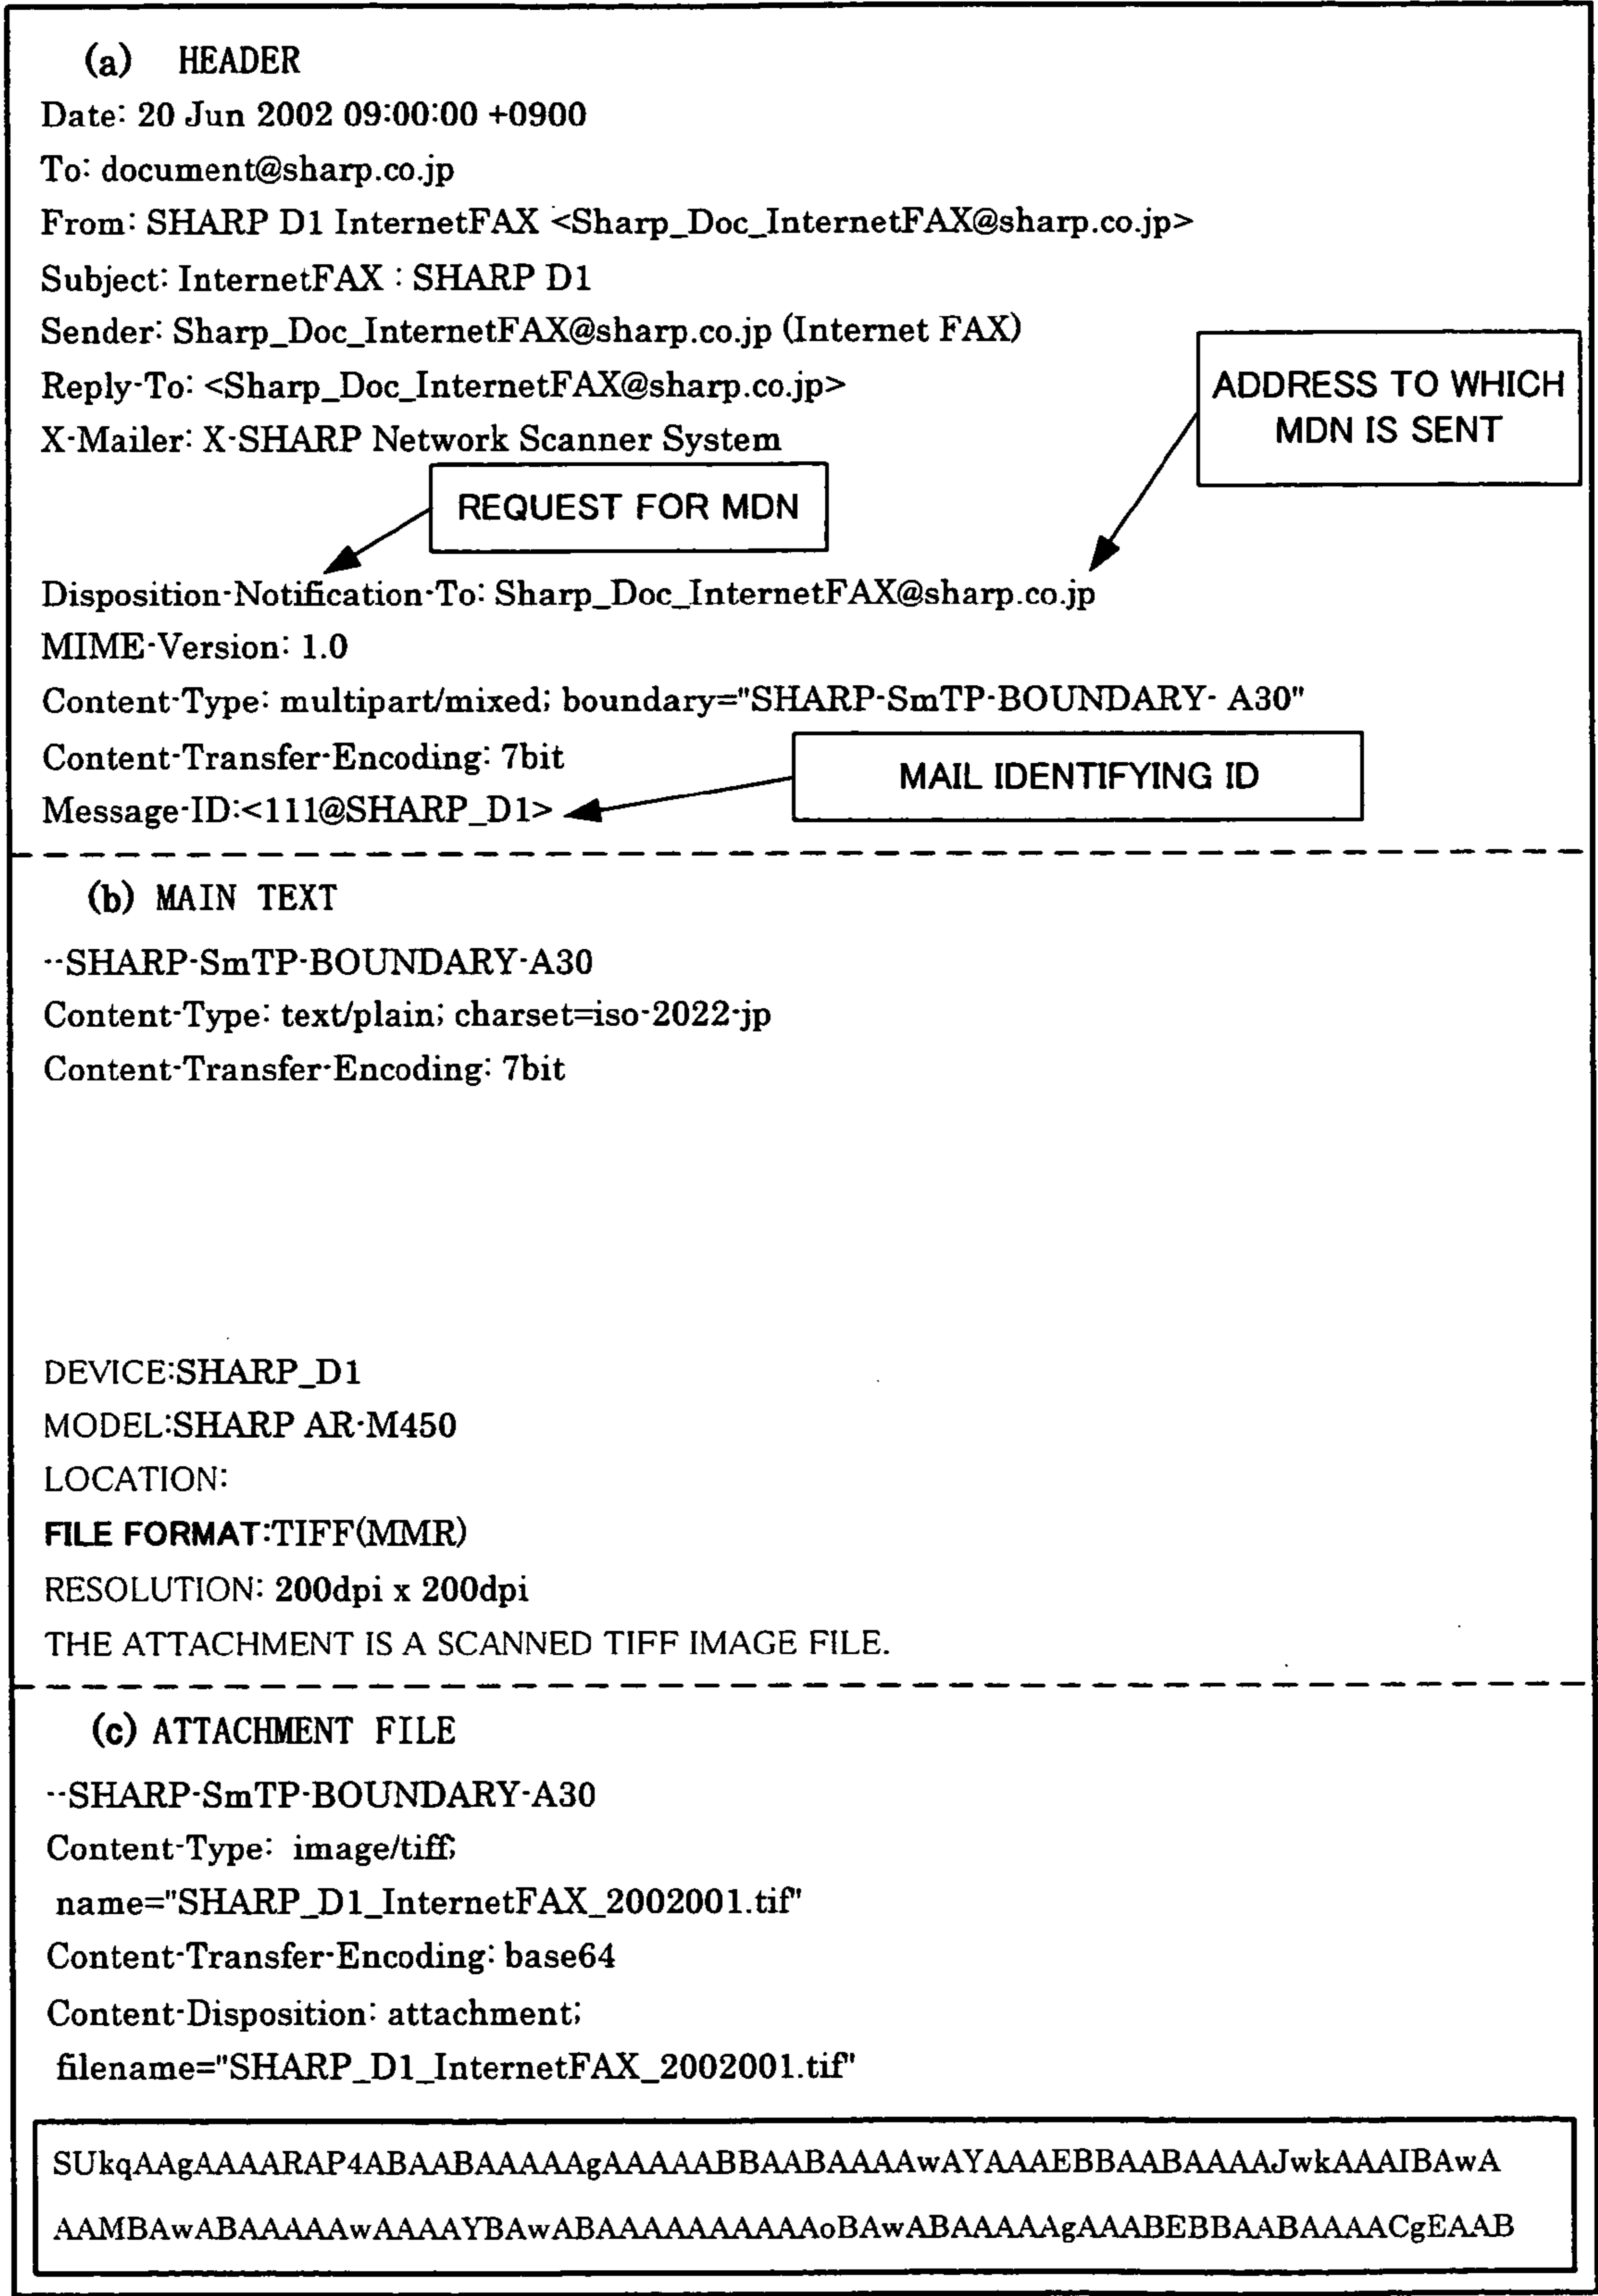 (a) HEADER
Date: 20 Jun 2002 09:00:00 +0900
To: document@sharp.co.jp
From: SHARP D1 InternetFAX <Sharp_Doc_InternetFAX@sharp.co.jp>
Subject: InternetFAX : SHARP D1
Sender: Sharp_Doc_InternetFAX@sharp.co.jp (Internet FAX)
Reply-To: <Sharp_Doc_InternetFAX@sharp.co.jp>
X-Mailer: X-SHARP Network Scanner System
ADDRESS TO WHICH
MDN IS SENT
REQUEST FOR MDN
Disposition-Notification-To: Sharp_Doc_InternetFAX@sharp.co.jp
MIME-Version: 1.0
Content-Type: multipart/mixed; boundary="SHARP-SmTP-BOUNDARY- A30"
Content-Transfer-Encoding: 7bit
MAIL IDENTIFYING ID
Message-ID:<111@SHARP_D1>
(b) MAIN TEXT
--SHARP-SmTP-BOUNDARY-A30
Content-Type: text/plain; charset=iso-2022-jp
Content-Transfer-Encoding: 7bit
DEVICE:SHARP_D1
MODEL:SHARP AR-M450
LOCATION:
FILE FORMAT:TIFF(MMR)
RESOLUTION: 200dpi x 200dpi
THE ATTACHMENT IS A SCANNED TIFF IMAGE FILE.
(c) ATTACHMENT FILE
--SHARP-SmTP-BOUNDARY-A30
Content-Type: image/tiff;
name="SHARP_D1_InternetFAX_2002001.tif"
Content-Transfer-Encoding: base64
Content-Disposition: attachment;
filename="SHARP_D1_InternetFAX_2002001.tif"
SUkqAAgAAAARAP4ABAABAAAAAgAAAAABBAABAAAAwAYAAAEBBAABAAAAJwkAAAIBAwA
AAMBAwABAAAAAwAAAAYBAwABAAAAAAAAAAoBAwABAAAAAgAAABEBBAABAAAACgEAAB